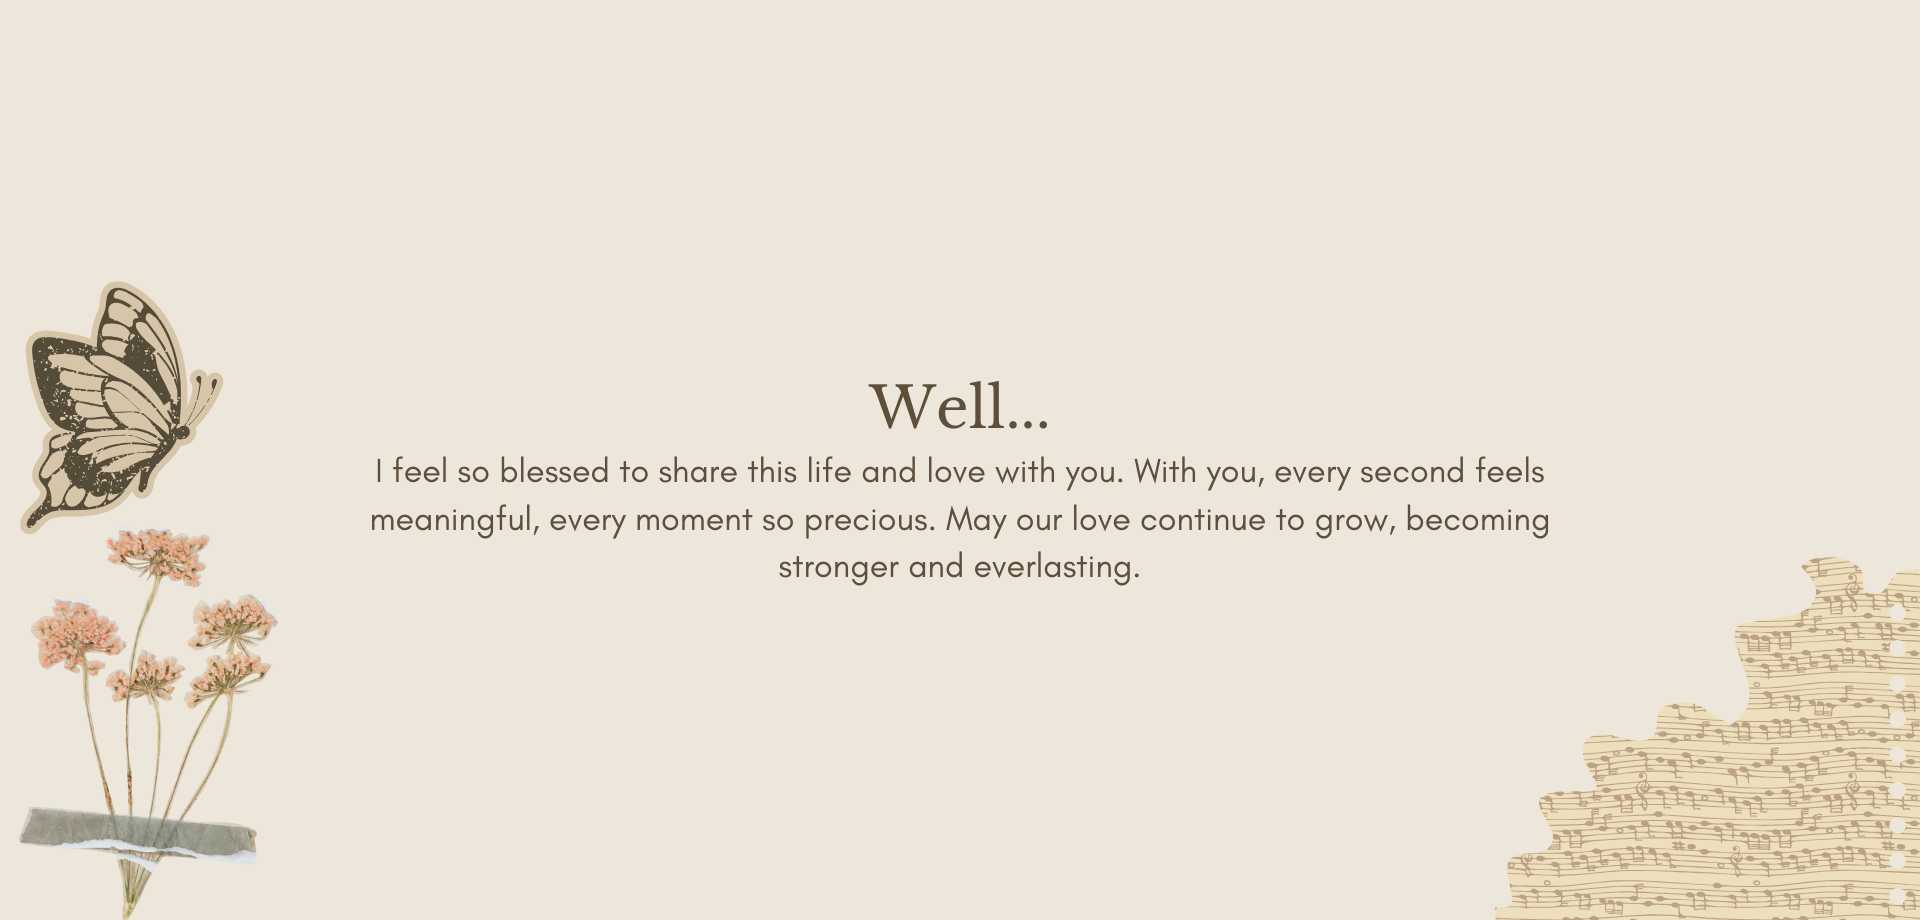 Well...
I feel so blessed to share this life and love with you. With you, every second feels
meaningful, every moment so precious. May our love continue to grow, becoming
stronger and everlasting.